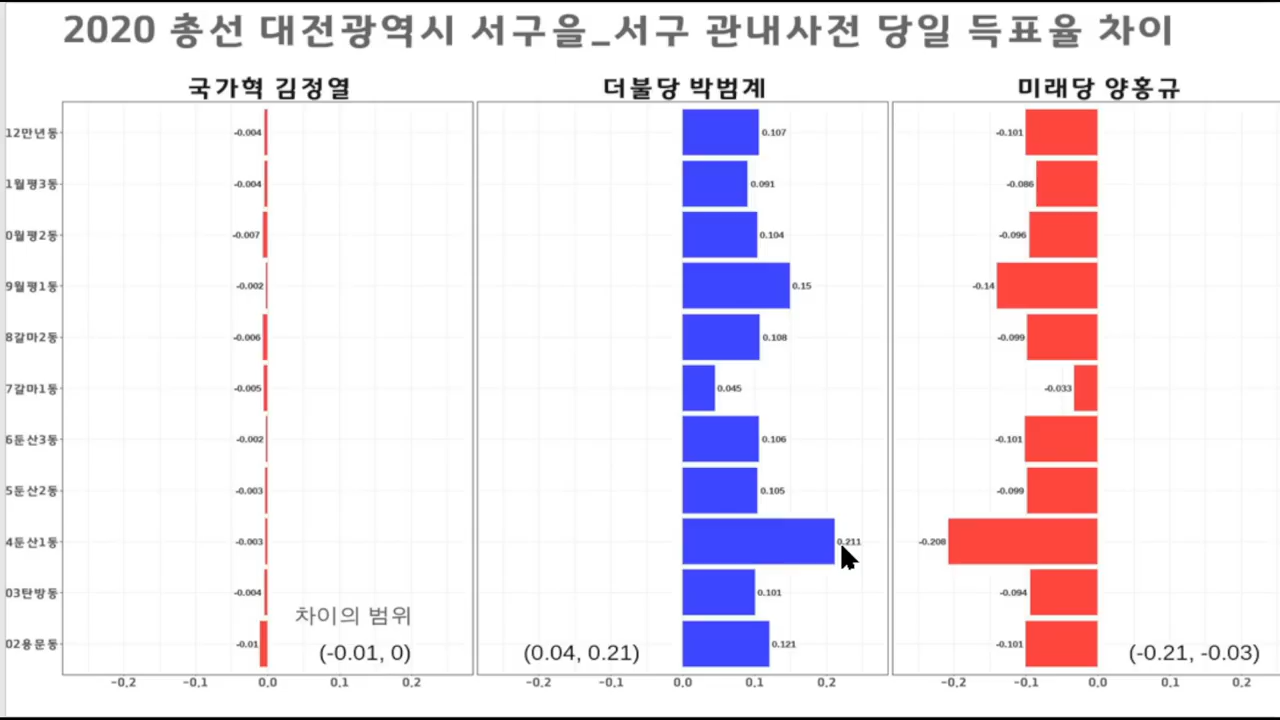 2020 총선 대전광역시 서구을_서구 관내사전 당일 득표율 차이
국가혁 김정열 더불당 박범계 미래당 양홍규
12만년동 -0.004 0.107 -0.101
1월평3동 -0.004 0.091 -0.086
0월평2동 -0.007 0.104 -0.096
9월평1동 -0.002 0.15 -0.14
8갈마2동 -0.006 0.108 -0.099
7갈마1동 -0.005 0.045 -0.033
6둔산3동 -0.002 0.106 -0.101
5둔산2동 -0.003 0.105 -0.099
4둔산1동 -0.003 0.211 -0.208
03탄방동 -0.004 0.101 -0.094
차이의 범위
02용문동 -0.01 0.121 -0.101
(-0.01, 0) (0.04, 0.21) (-0.21, -0.03)
-0.2 -0.1 0.0 0.1 0.2 -0.2 -0.1 0.0 0.1 0.2 -0.2 -0.1 0.0 0.1 0.2